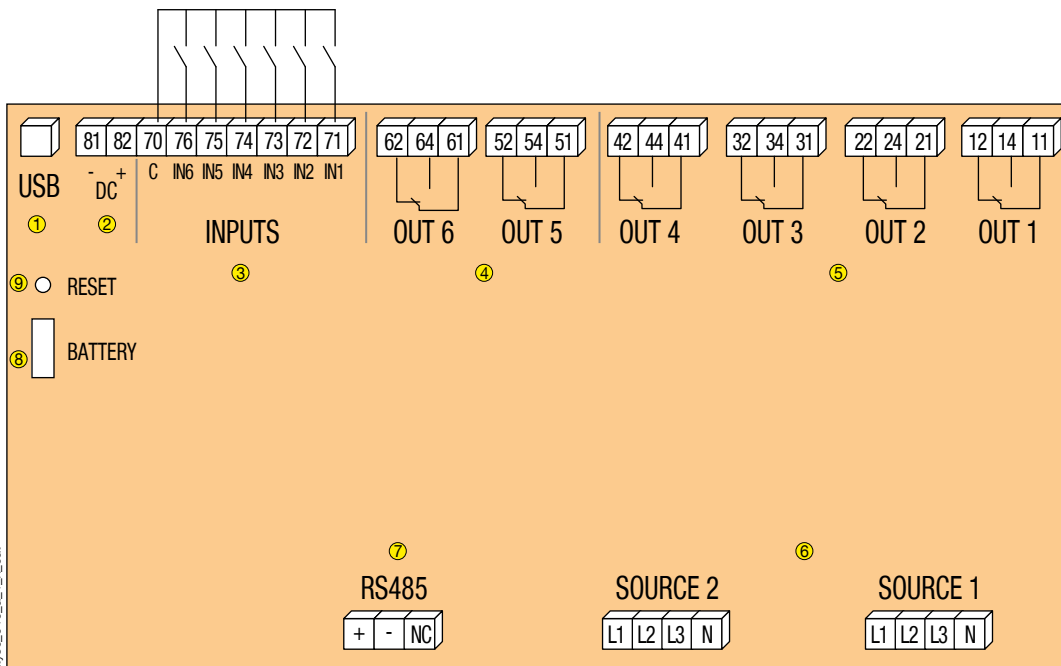 81 82 70 76 75 74 73 72 71 62 64 61 52 54 51 42 44 41 32 34 31 22 24 21 12 14 11
- + C IN6 IN5 IN4 IN3 IN2 IN1
USB DC
① ② INPUTS OUT 6 OUT 5 OUT 4 OUT 3 OUT 2 OUT 1
③ ④ ⑤
⑨ RESET
⑧ BATTERY
⑦ ⑥
RS485 SOURCE 2 SOURCE 1
+ - NC L1 L2 L3 N L1 L2 L3 N